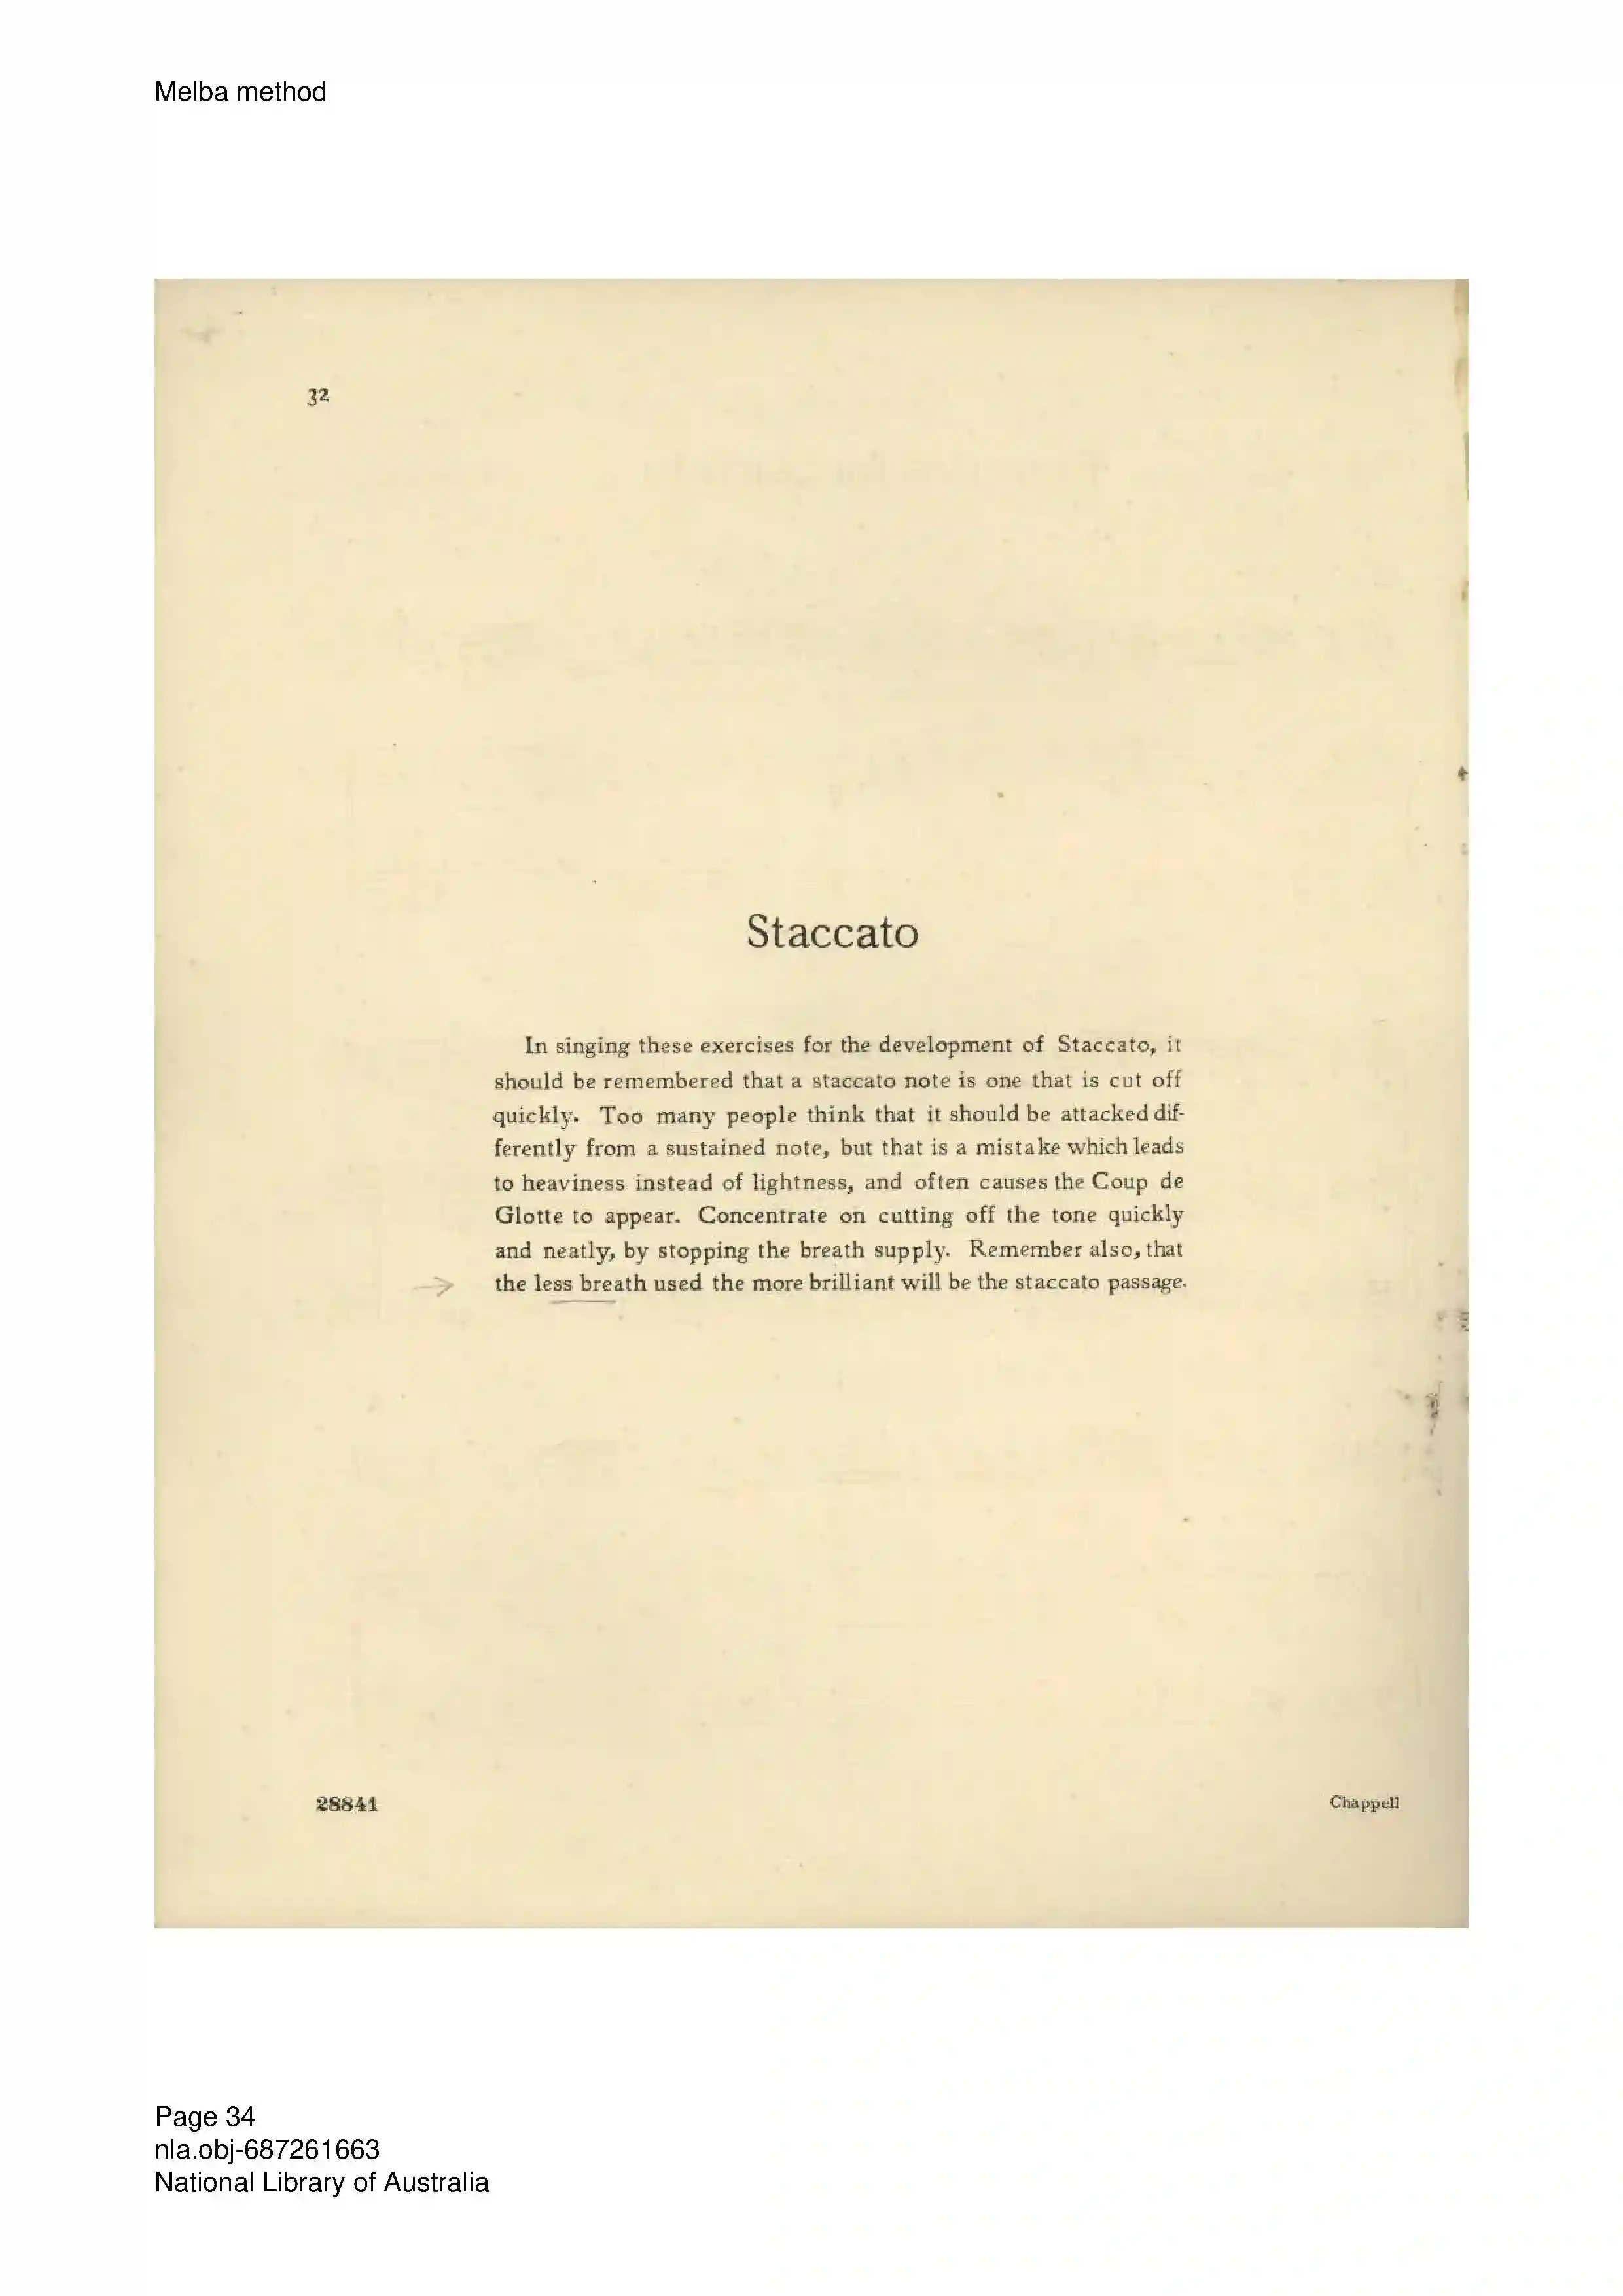 Melba method
32
Staccato
In singing these exercises for the development of Staccato, it
should be remembered that a staccato note is one that is cut off
quickly. Too many people think that it should be attacked dif-
ferently from a sustained note, but that is a mistake which leads
to heaviness instead of lightness, and often causes the Coup de
Glotte to appear. Concentrate on cutting off the tone quickly
and neatly, by stopping the breath supply. Remember also, that
the less breath used the more brilliant will be the staccato passage.
28841
Chappell
Page 34
nla.obj-687261663
National Library of Australia